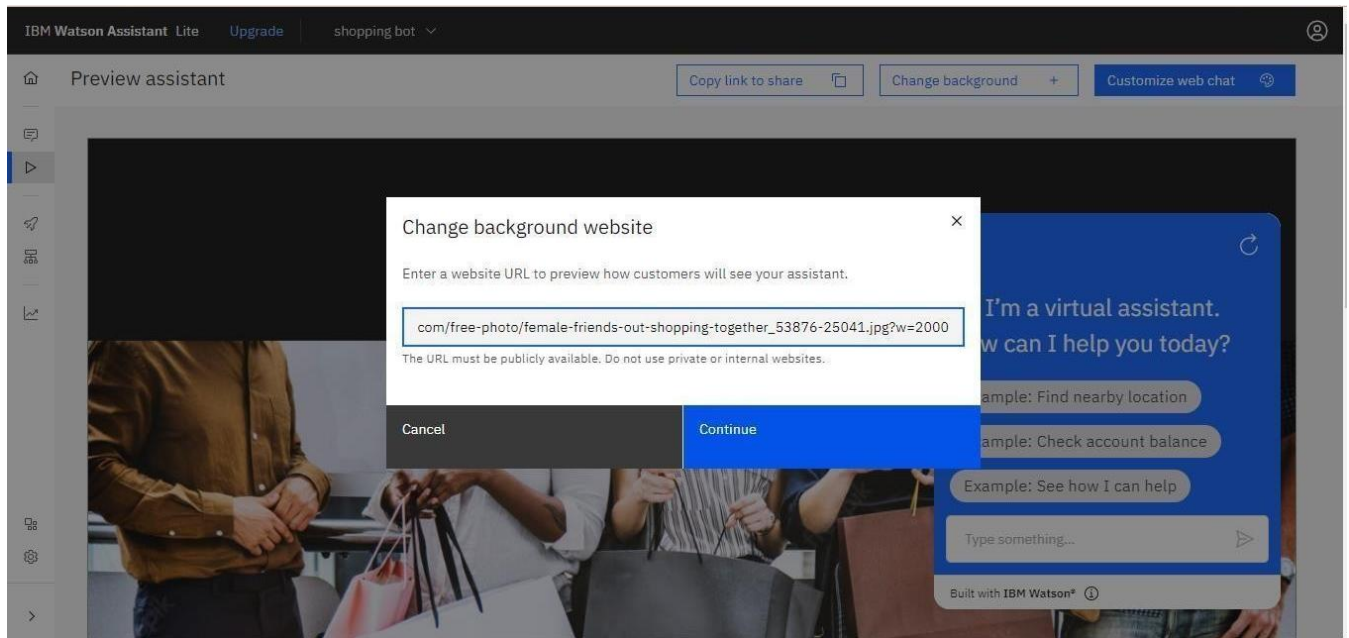 IBM Watson Assistant Lite Upgrade shopping bot
Preview assistant Copy link to share Change background + Customize web chat
Change background website
Enter a website URL to preview how customers will see your assistant.
com/free-photo/female-friends-out-shopping-together_53876-25041.jpg?w=2000
The URL must be publicly available. Do not use private or internal websites.
Cancel Continue
I'm a virtual assistant.
w can I help you today?
ample: Find nearby location
ample: Check account balance
Example: See how I can help
Type something...
Built with IBM Watson®